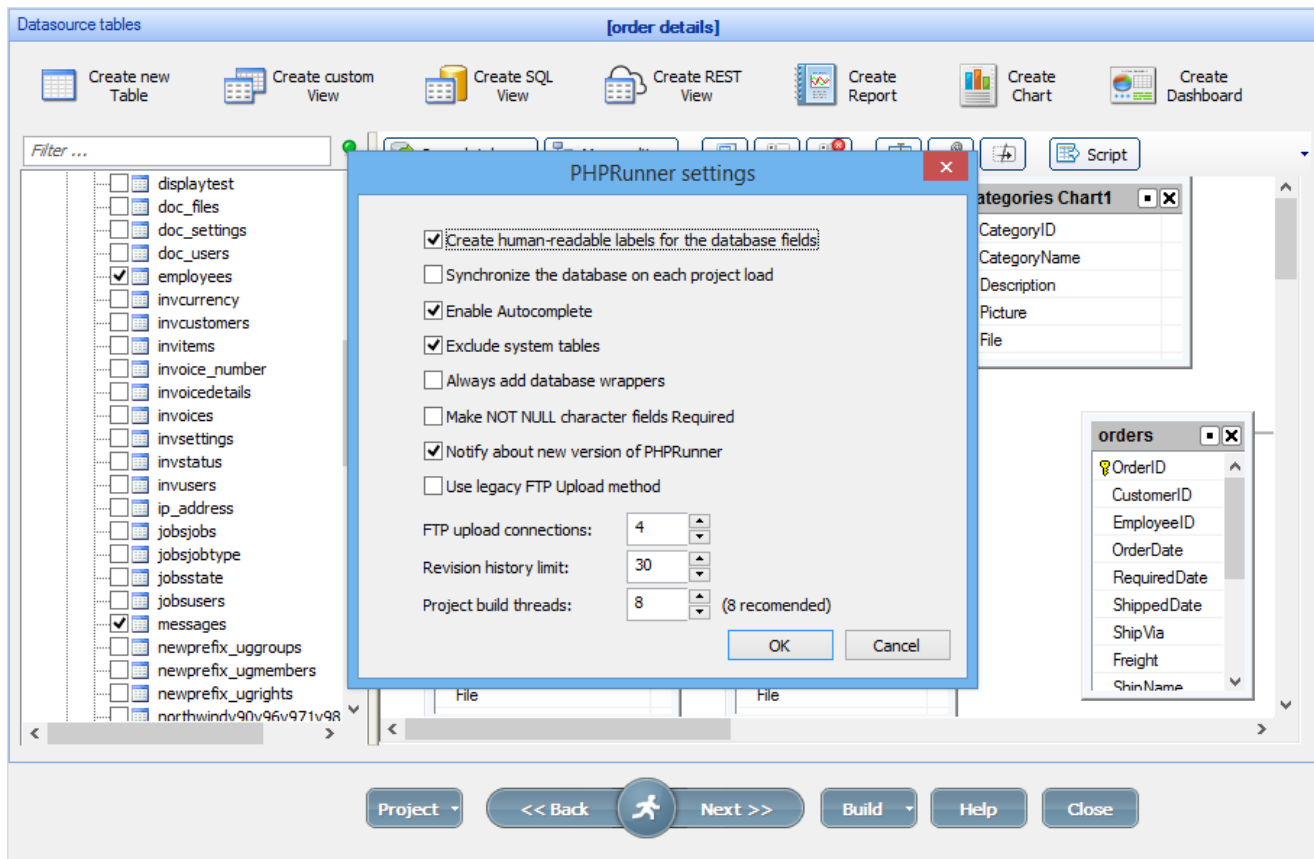 Datasource tables
[order details]
Create new Table
Create custom View
Create SQL View
Create REST View
Create Report
Create Chart
Create Dashboard
Filter ...
Script
displaytest
doc_files
doc_settings
doc_users
employees
invcurrency
invcustomers
invitems
invoice_number
invoicedetails
invoices
invsettings
invstatus
invusers
ip_address
jobsjobs
jobsjobtype
jobsstate
jobsusers
messages
newprefix_uggroups
newprefix_ugmembers
newprefix_ugrights
northwindv90v96v971v98
PHPRunner settings
Create human-readable labels for the database fields
Synchronize the database on each project load
Enable Autocomplete
Exclude system tables
Always add database wrappers
Make NOT NULL character fields Required
Notify about new version of PHPRunner
Use legacy FTP Upload method
FTP upload connections: 4
Revision history limit: 30
Project build threads: 8 (8 recomended)
OK
Cancel
ategories Chart1
CategoryID
CategoryName
Description
Picture
File
orders
OrderID
CustomerID
EmployeeID
OrderDate
RequiredDate
ShippedDate
ShipVia
Freight
ShipName
File
File
Project
<< Back
Next >>
Build
Help
Close